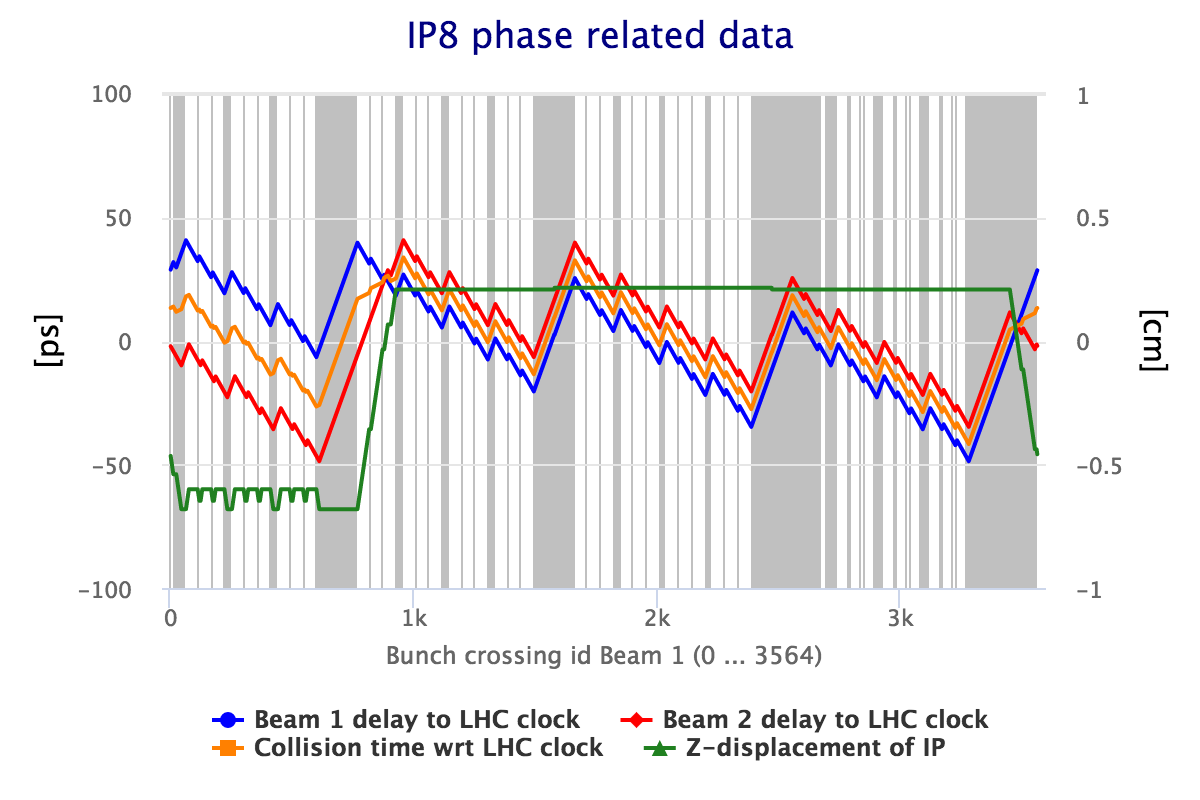 IP8 phase related data
100
50
0
−50
−100
[ps]
1
0.5
0
−0.5
−1
[cm]
0 1k 2k 3k
Bunch crossing id Beam 1 (0 ... 3564)
Beam 1 delay to LHC clock Beam 2 delay to LHC clock
Collision time wrt LHC clock Z-displacement of IP